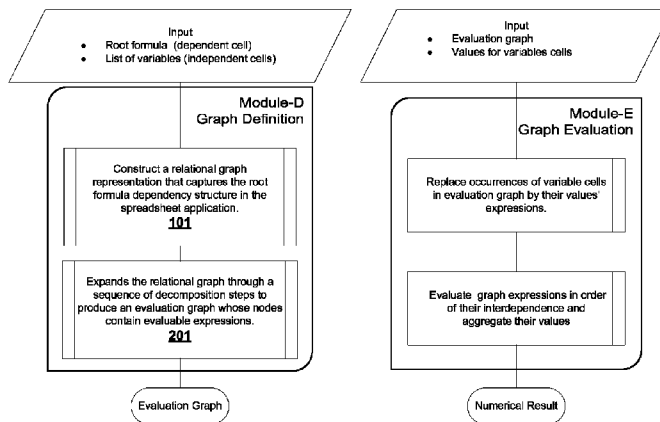 Input
● Root formula (dependent cell)
● List of variables (independent cells)
Module-D
Graph Definition
Construct a relational graph
representation that captures the root
formula dependency structure in the
spreadsheet application.
101
Expands the relational graph through a
sequence of decomposition steps to
produce an evaluation graph whose nodes
contain evaluable expressions.
201
Evaluation Graph
Input
● Evaluation graph
● Values for variables cells
Module-E
Graph Evaluation
Replace occurrences of variable cells
in evaluation graph by their values'
expressions.
Evaluate graph expressions in order
of their interdependence and
aggregate their values
Numerical Result